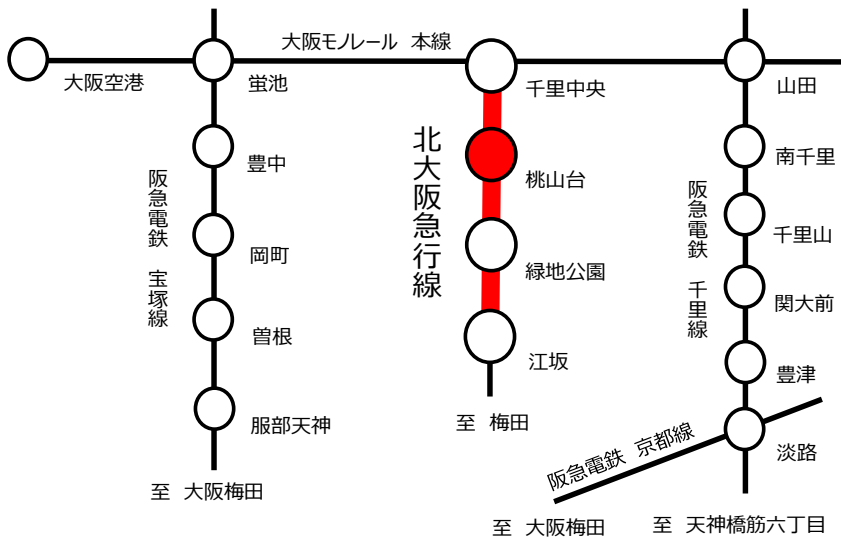 大阪モノレール 本線
大阪空港
蛍池
千里中央
山田
豊中
岡町
曽根
服部天神
阪急電鉄 宝塚線
至 大阪梅田
北大阪急行線
桃山台
緑地公園
江坂
至 梅田
南千里
千里山
関大前
豊津
淡路
阪急電鉄 千里線
阪急電鉄 京都線
至 大阪梅田
至 天神橋筋六丁目